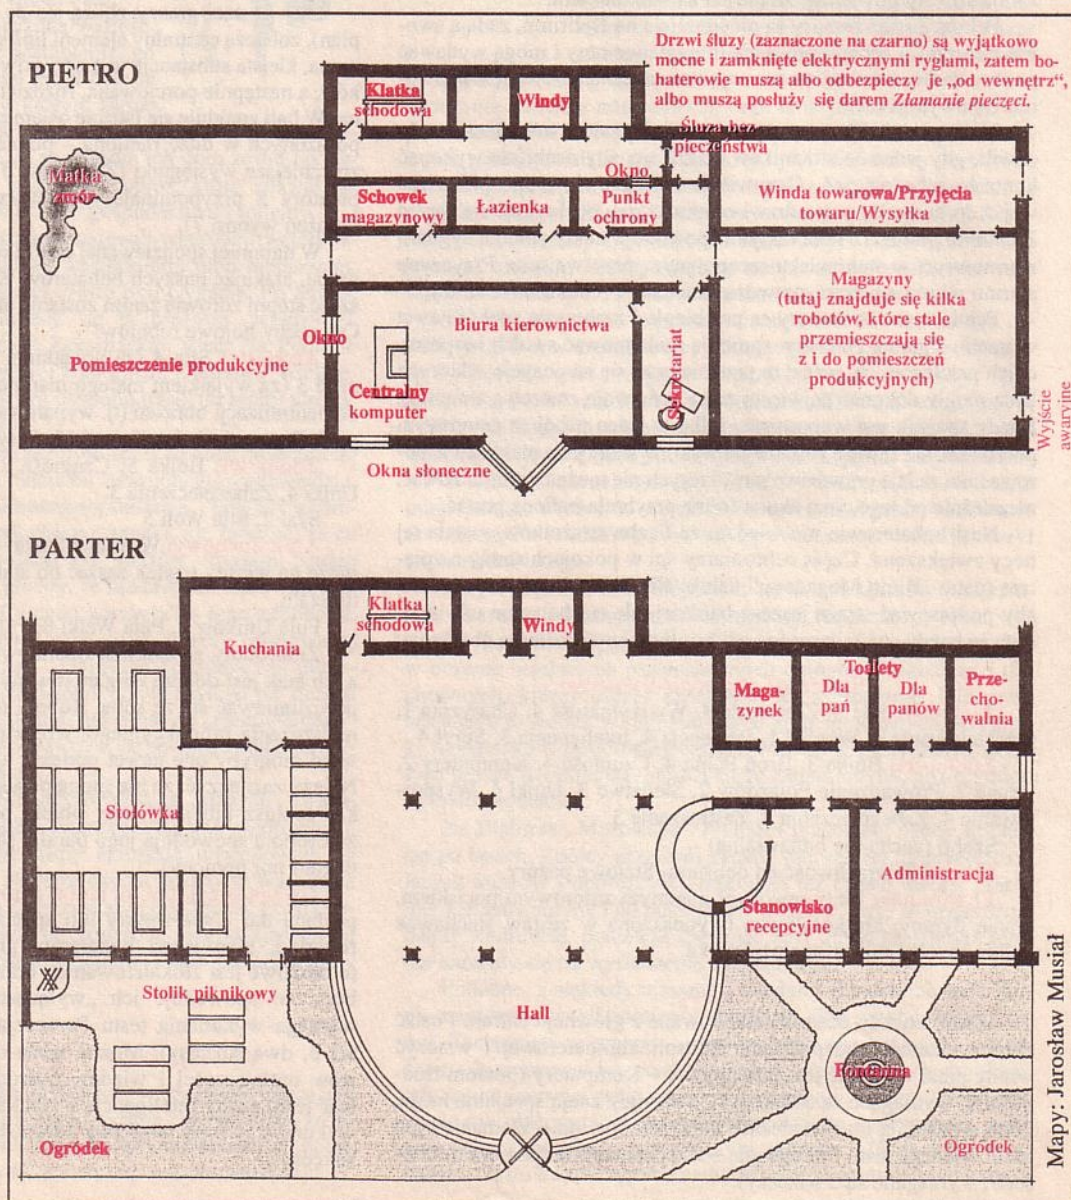 PIETRO
Drzwi śluzy (zaznaczone na czarno) są wyjątkowo
mocne i zamknięte elektrycznymi ryglami, zatem bo-
haterowie muszą albo odbezpieczy je „od wewnętrz“,
albo muszą posłuży się darem Złamanie pieczęci.
Klatka
schodowa
Windy
Śluza bez-
pieczeństwa
Matka
zmór
Okno
Schowek
magazynowy
Łazienka
Punkt
ochrony
Winda towarowa/Przyjęcia
towaru/Wysyłka
Okno
Biura kierownictwa
Magazyny
(tutaj znajduje się kilka
robotów, które stale
przemieszczają się
z i do pomieszczeń
produkcyjnych)
Pomieszczenie produkcyjne
Centralny
komputer
Sekretariat
Wyjście
awaryjne
Okna słoneczne
PARTER
Klatka
schodowa
Windy
Kuchania
Toalety
Maga-
zynek
Dla
pań
Dla
panów
Prze-
cho-
walnia
Stołówka
Administracja
Stanowisko
recepcyjne
Stolik piknikowy
Hall
Fontanna
Ogródek
Ogródek
Mapy: Jarosław Musiał